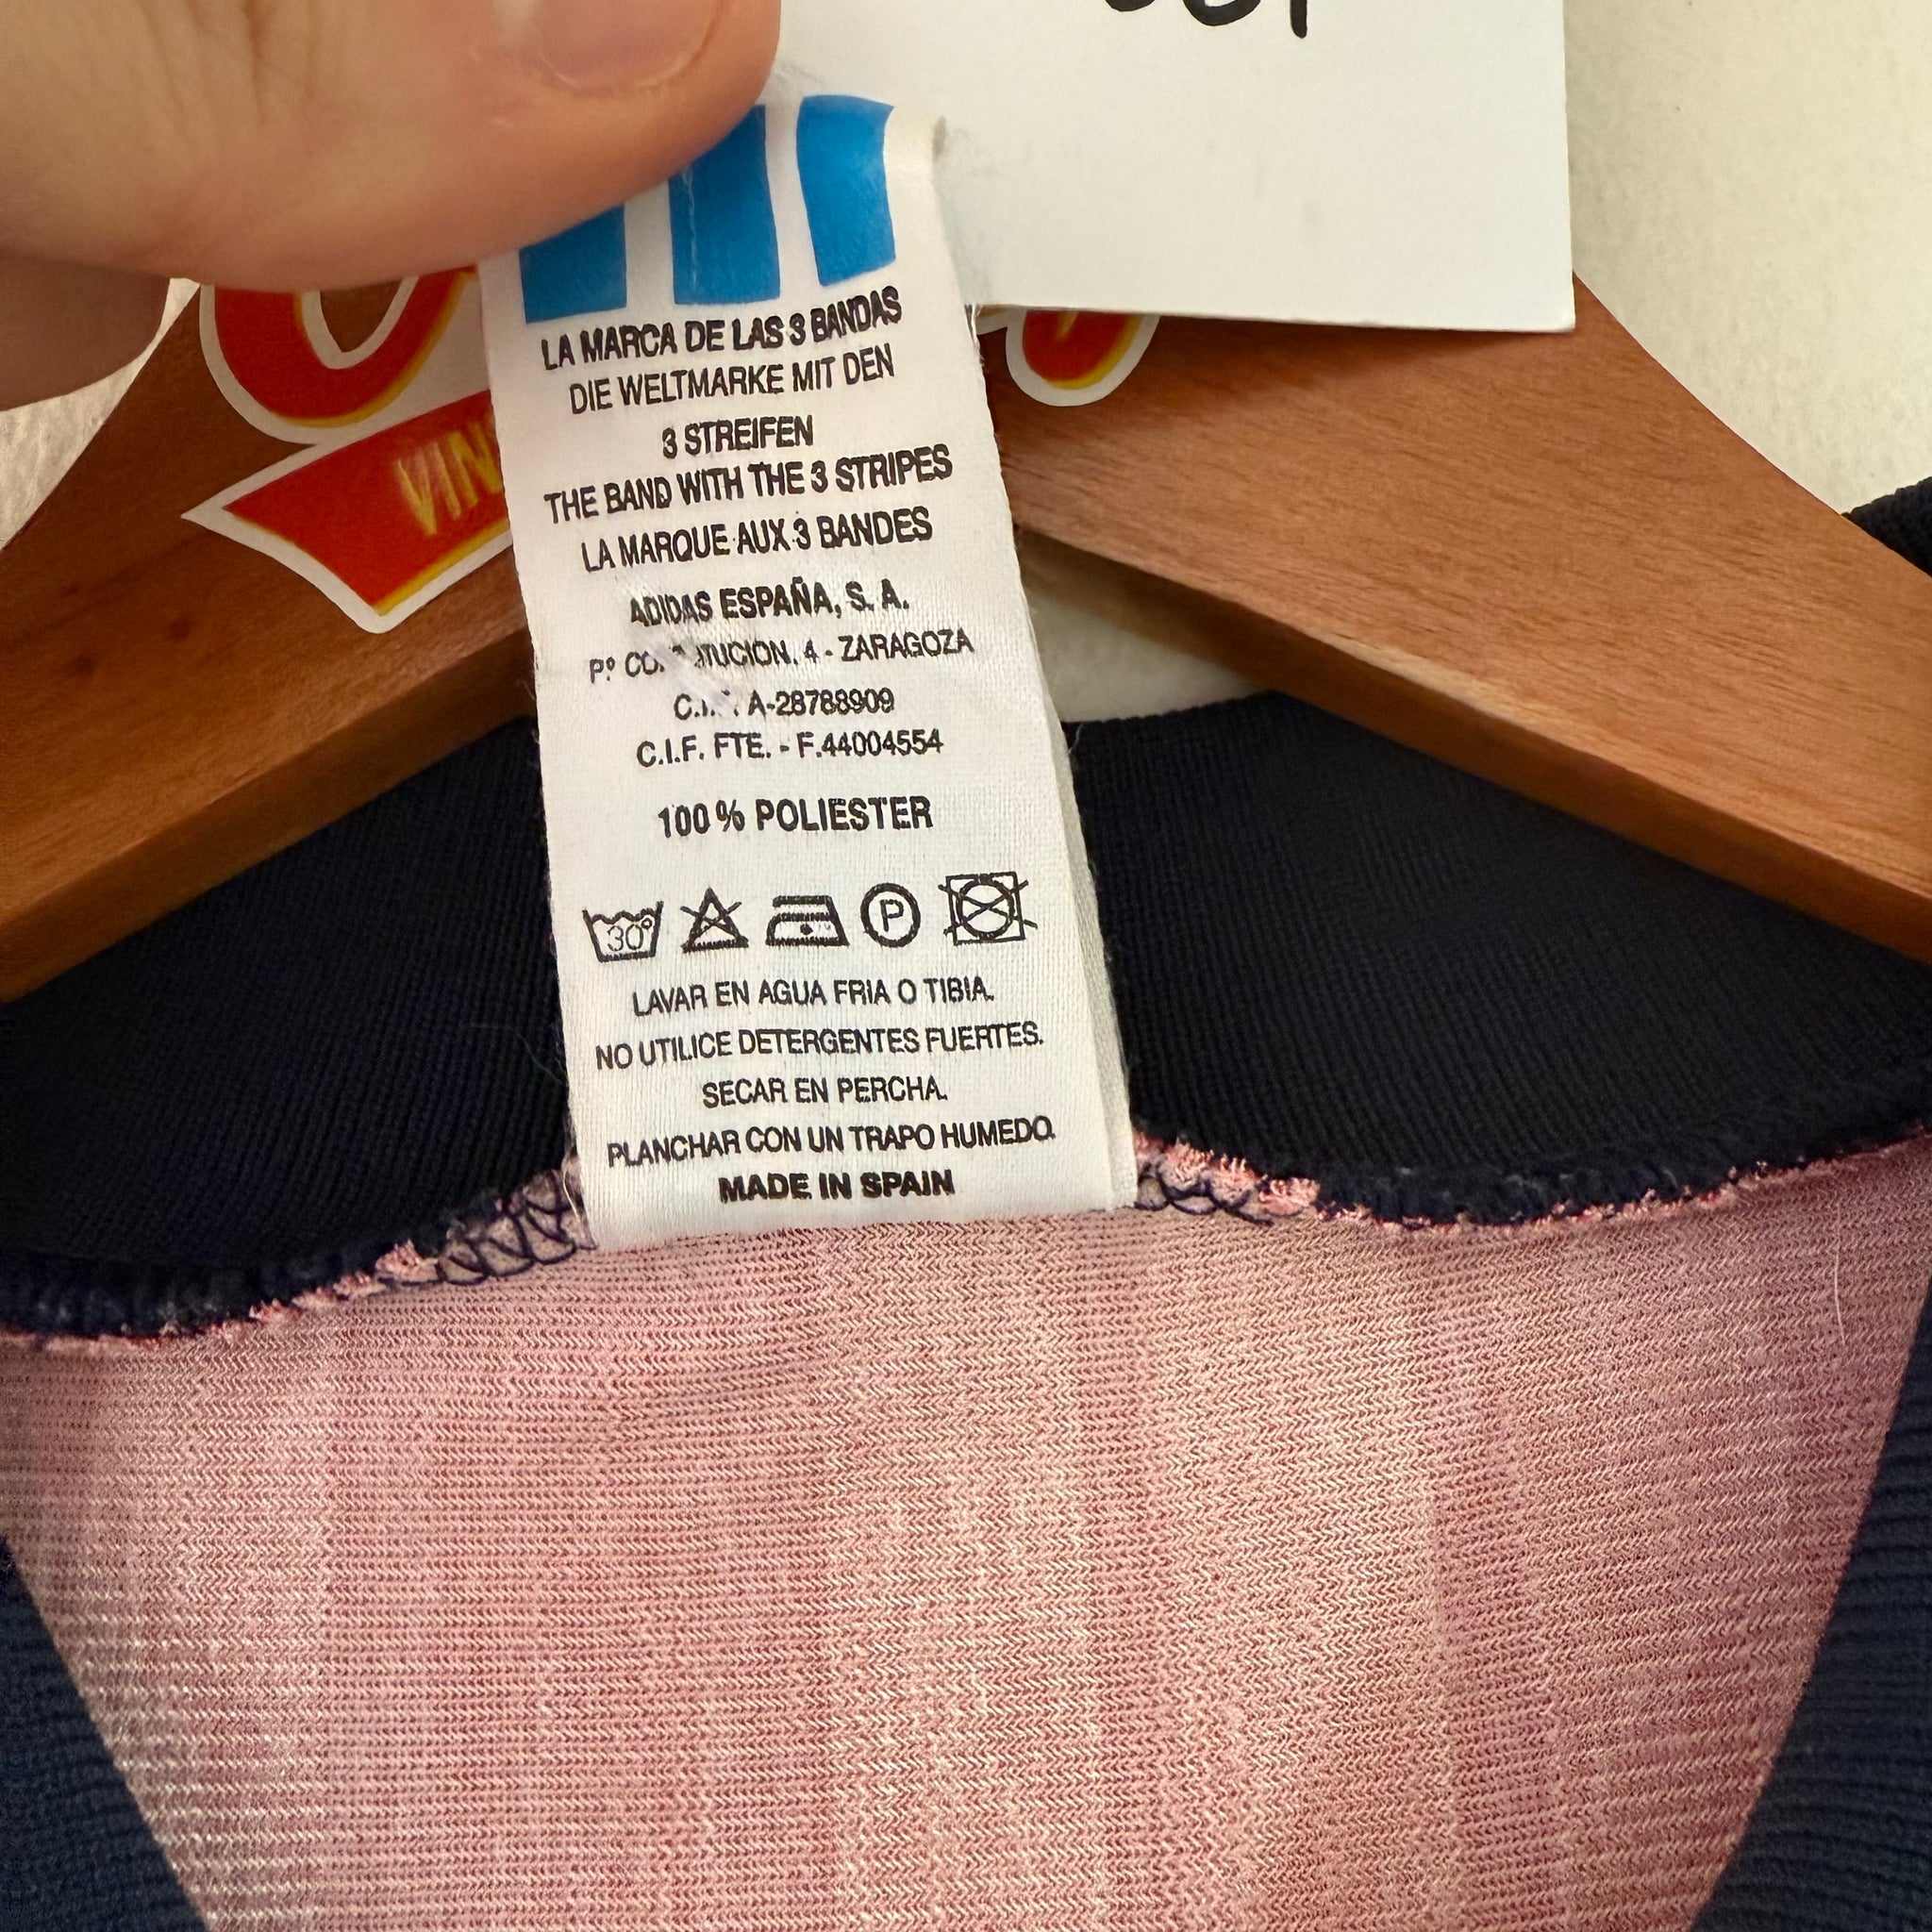 LA MARCA DE LAS 3 BANDAS
DIE WELTMARKE MIT DEN
3 STREIFEN
THE BAND WITH THE 3 STRIPES
LA MARQUE AUX 3 BANDES
ADIDAS ESPAÑA, S. A.
Pº 4 - ZARAGOZA
A-28788909
C.I.F. FTE. - F.44004554
100 % POLIESTER
30º P
LAVAR EN AGUA FRIA O TIBIA.
NO UTILICE DETERGENTES FUERTES.
SECAR EN PERCHA.
PLANCHAR CON UN TRAPO HUMEDO.
MADE IN SPAIN